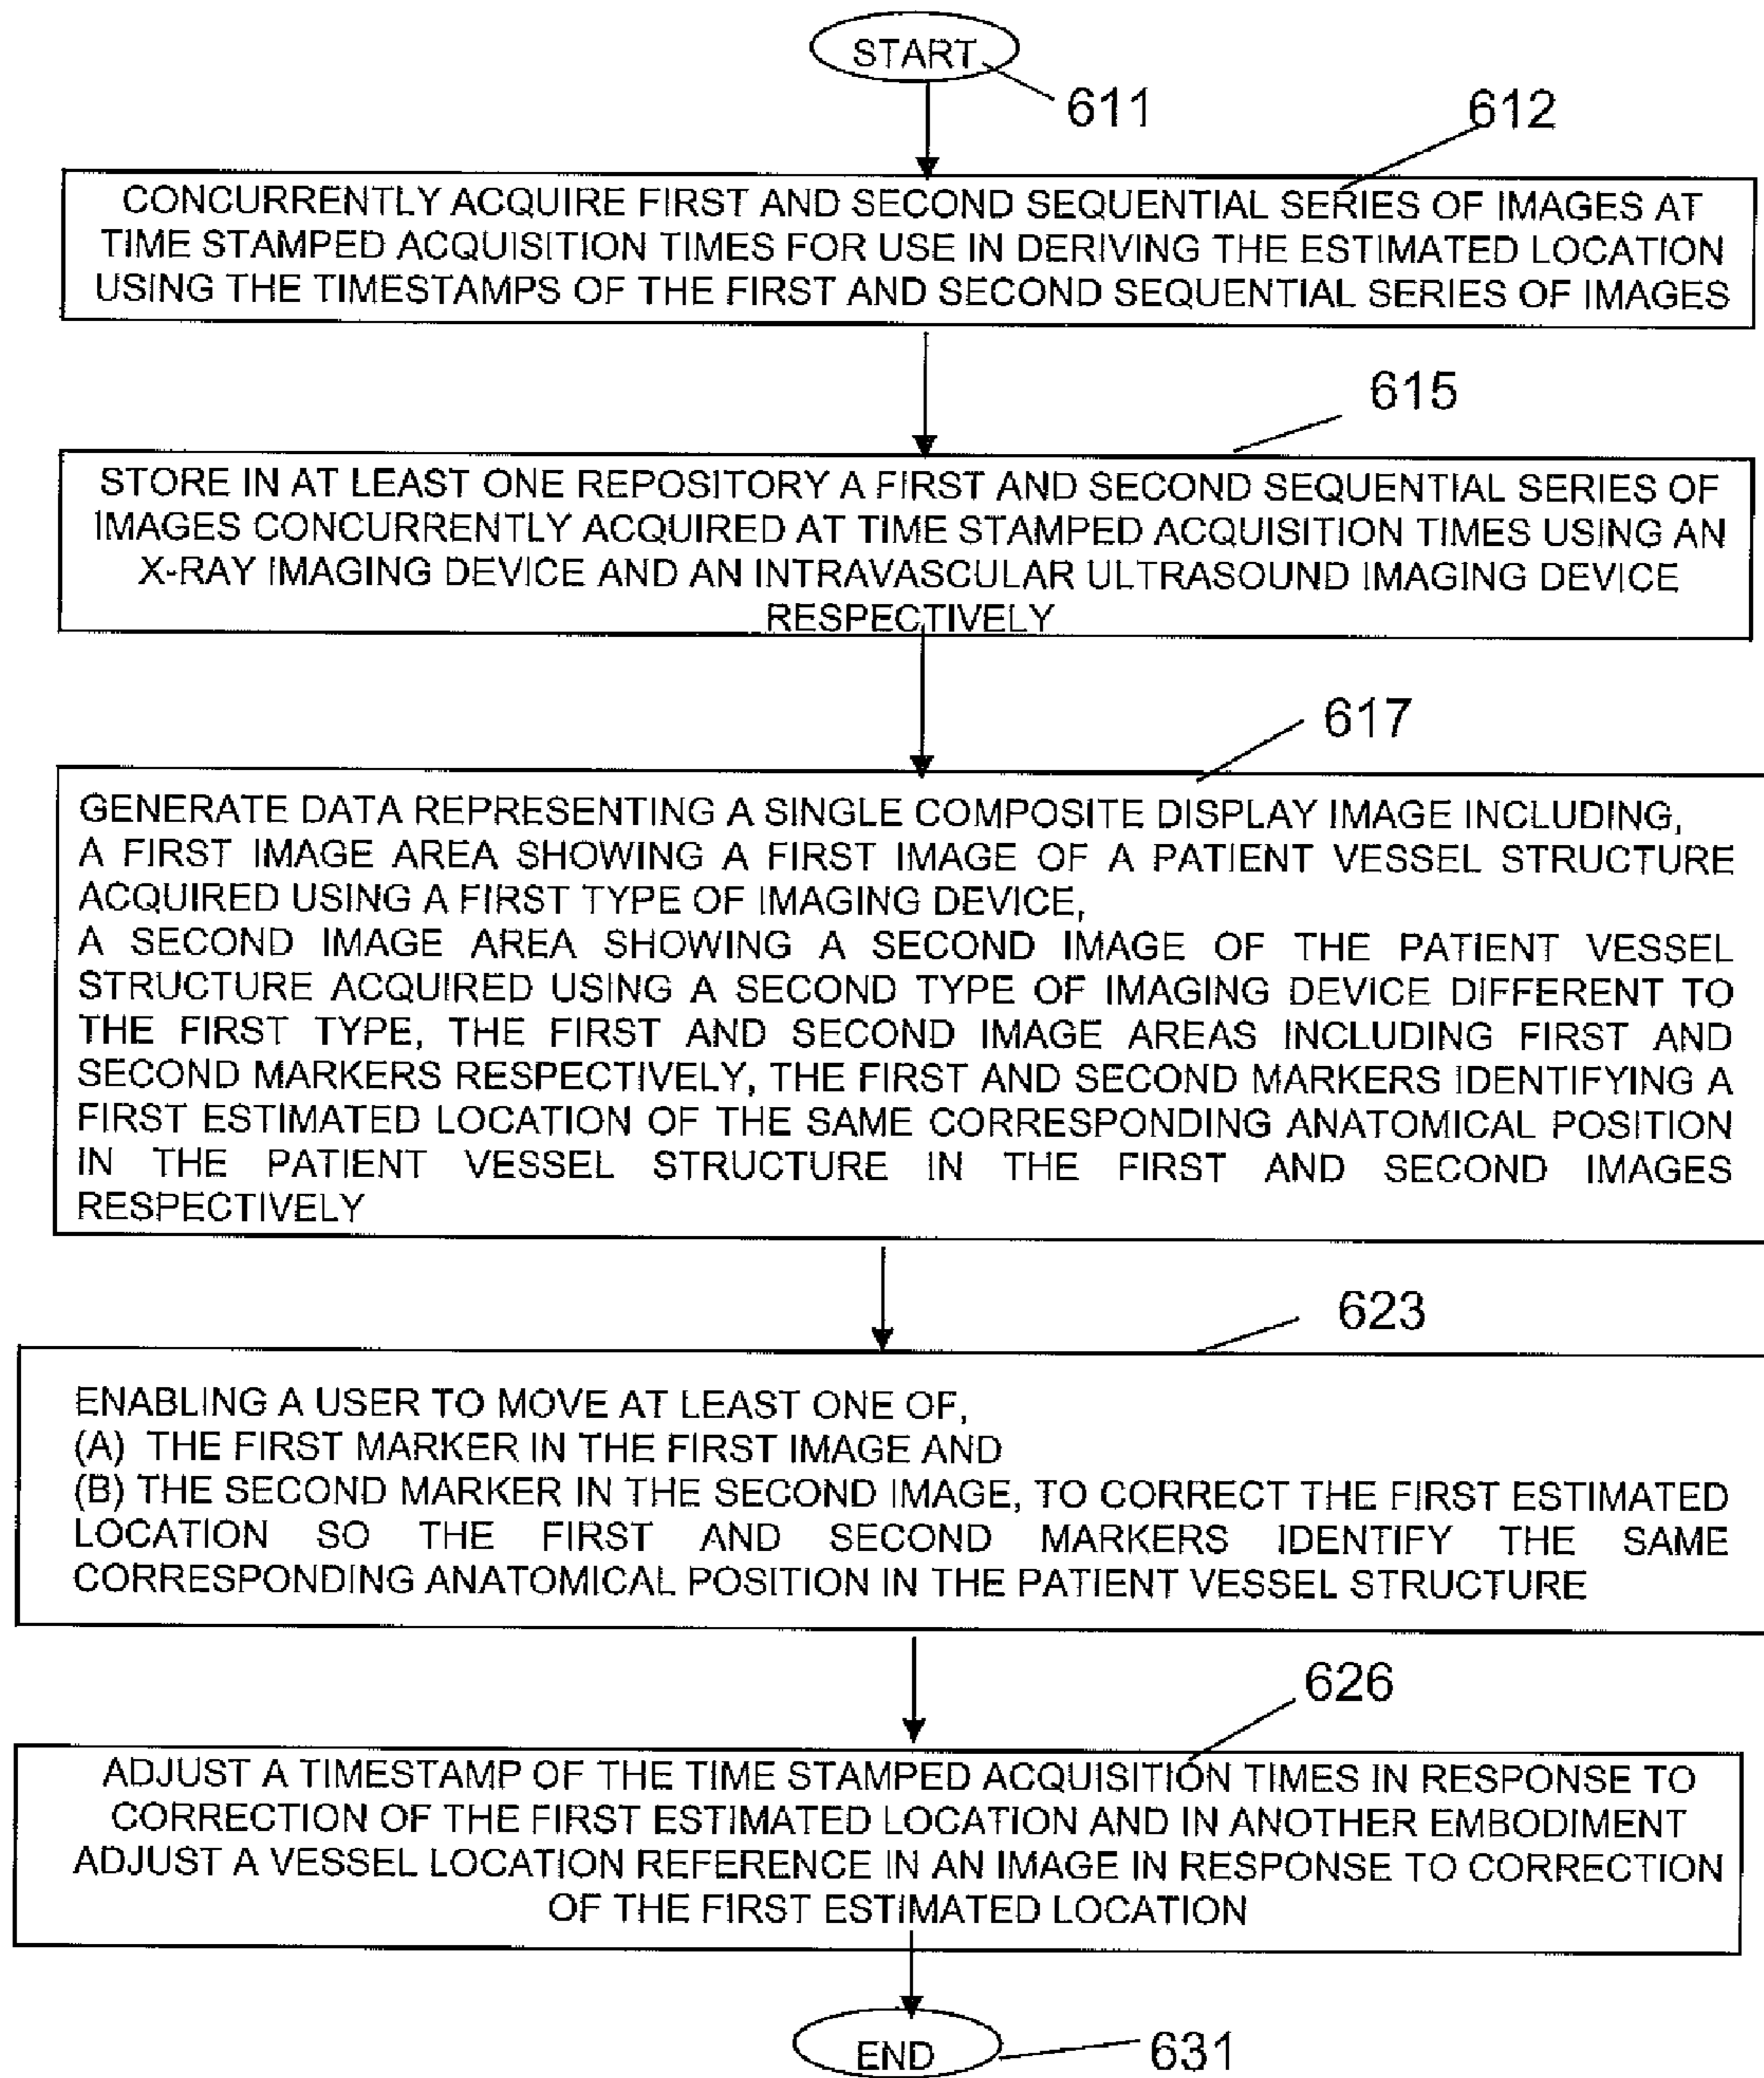 START
611
612
CONCURRENTLY ACQUIRE FIRST AND SECOND SEQUENTIAL SERIES OF IMAGES AT
TIME STAMPED ACQUISITION TIMES FOR USE IN DERIVING THE ESTIMATED LOCATION
USING THE TIMESTAMPS OF THE FIRST AND SECOND SEQUENTIAL SERIES OF IMAGES
615
STORE IN AT LEAST ONE REPOSITORY A FIRST AND SECOND SEQUENTIAL SERIES OF
IMAGES CONCURRENTLY ACQUIRED AT TIME STAMPED ACQUISITION TIMES USING AN
X-RAY IMAGING DEVICE AND AN INTRAVASCULAR ULTRASOUND IMAGING DEVICE
RESPECTIVELY
617
GENERATE DATA REPRESENTING A SINGLE COMPOSITE DISPLAY IMAGE INCLUDING,
A FIRST IMAGE AREA SHOWING A FIRST IMAGE OF A PATIENT VESSEL STRUCTURE
ACQUIRED USING A FIRST TYPE OF IMAGING DEVICE,
A SECOND IMAGE AREA SHOWING A SECOND IMAGE OF THE PATIENT VESSEL
STRUCTURE ACQUIRED USING A SECOND TYPE OF IMAGING DEVICE DIFFERENT TO
THE FIRST TYPE, THE FIRST AND SECOND IMAGE AREAS INCLUDING FIRST AND
SECOND MARKERS RESPECTIVELY, THE FIRST AND SECOND MARKERS IDENTIFYING A
FIRST ESTIMATED LOCATION OF THE SAME CORRESPONDING ANATOMICAL POSITION
IN THE PATIENT VESSEL STRUCTURE IN THE FIRST AND SECOND IMAGES
RESPECTIVELY
623
ENABLING A USER TO MOVE AT LEAST ONE OF,
(A) THE FIRST MARKER IN THE FIRST IMAGE AND
(B) THE SECOND MARKER IN THE SECOND IMAGE, TO CORRECT THE FIRST ESTIMATED
LOCATION SO THE FIRST AND SECOND MARKERS IDENTIFY THE SAME
CORRESPONDING ANATOMICAL POSITION IN THE PATIENT VESSEL STRUCTURE
626
ADJUST A TIMESTAMP OF THE TIME STAMPED ACQUISITION TIMES IN RESPONSE TO
CORRECTION OF THE FIRST ESTIMATED LOCATION AND IN ANOTHER EMBODIMENT
ADJUST A VESSEL LOCATION REFERENCE IN AN IMAGE IN RESPONSE TO CORRECTION
OF THE FIRST ESTIMATED LOCATION
END
631